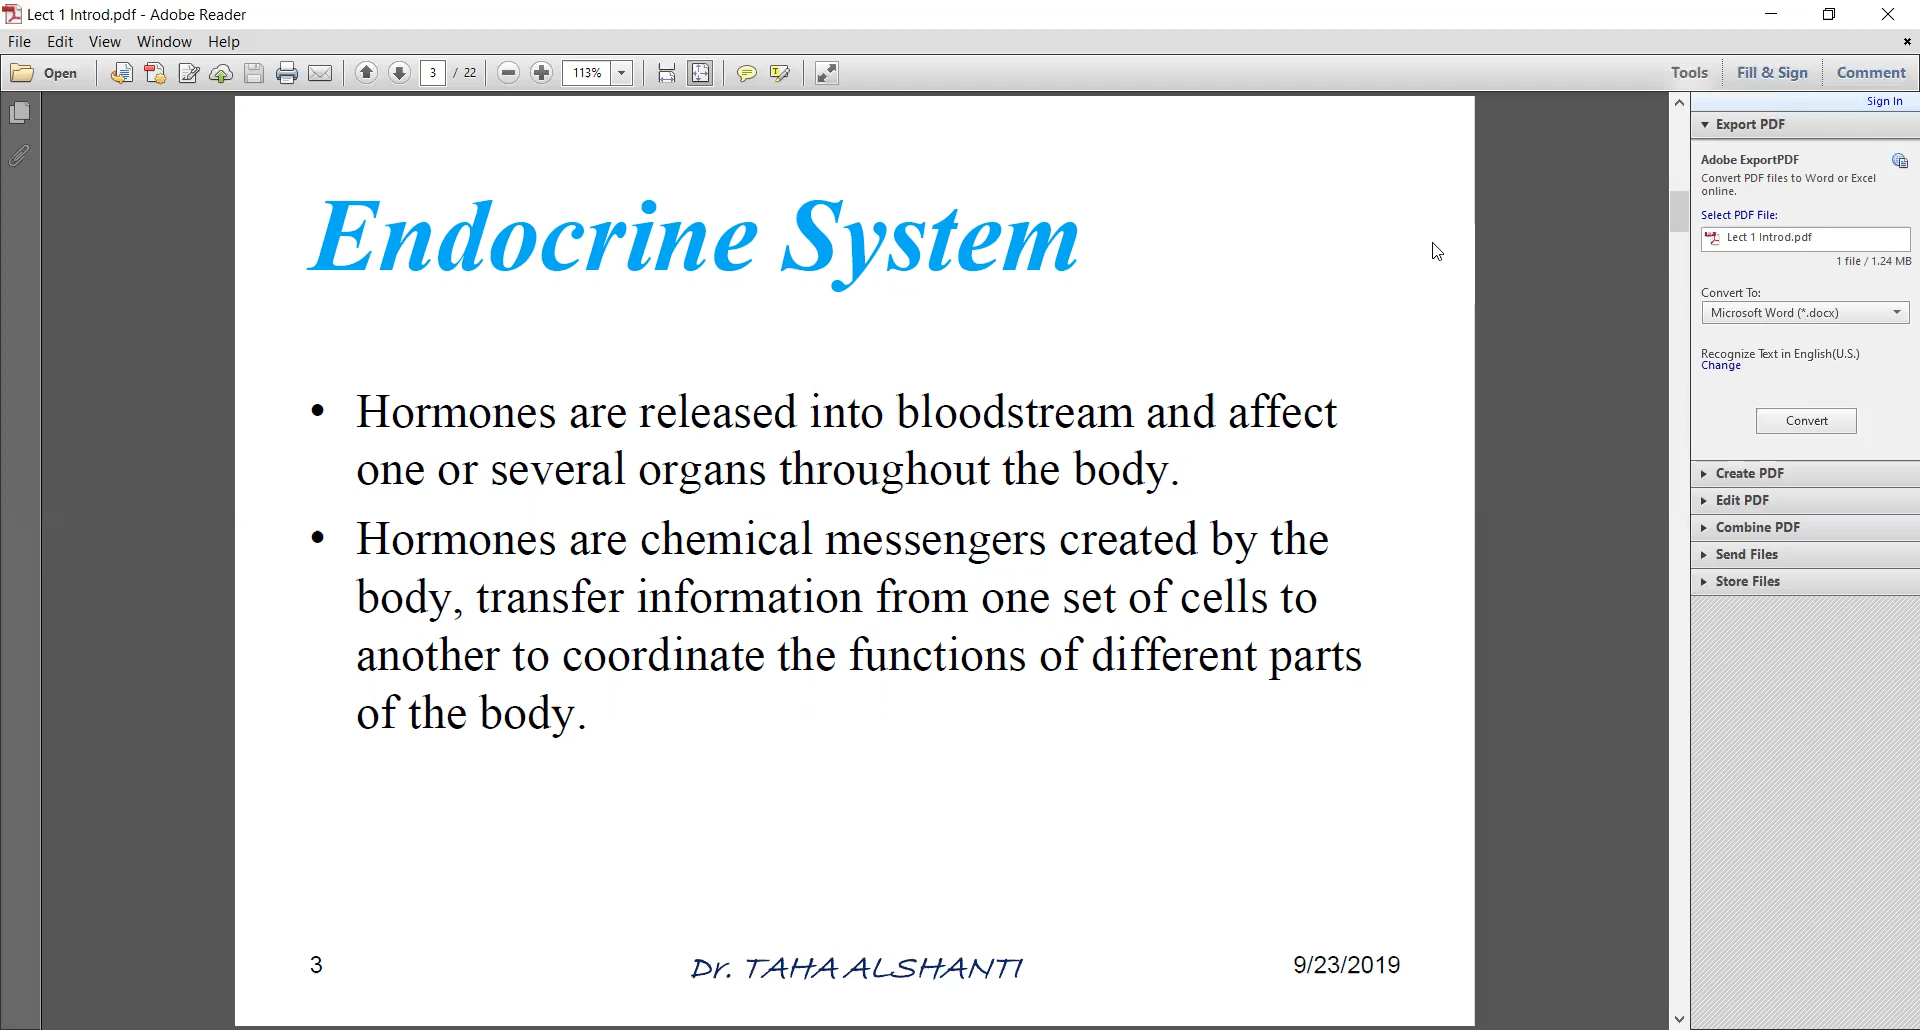 Lect 1 Introd.pdf - Adobe Reader
File Edit View Window Help
Open 3 / 22 113% Tools Fill & Sign Comment
Sign In
Export PDF
Adobe ExportPDF
Convert PDF files to Word or Excel
online.
Select PDF File:
Lect 1 Introd.pdf
1 file / 1.24 MB
Convert To:
Microsoft Word (*.docx)
Recognize Text in English(U.S.)
Change
Convert
Create PDF
Edit PDF
Combine PDF
Send Files
Store Files
Endocrine System
• Hormones are released into bloodstream and affect
one or several organs throughout the body.
• Hormones are chemical messengers created by the
body, transfer information from one set of cells to
another to coordinate the functions of different parts
of the body.
3 Dr. TAHA ALSHANTI 9/23/2019